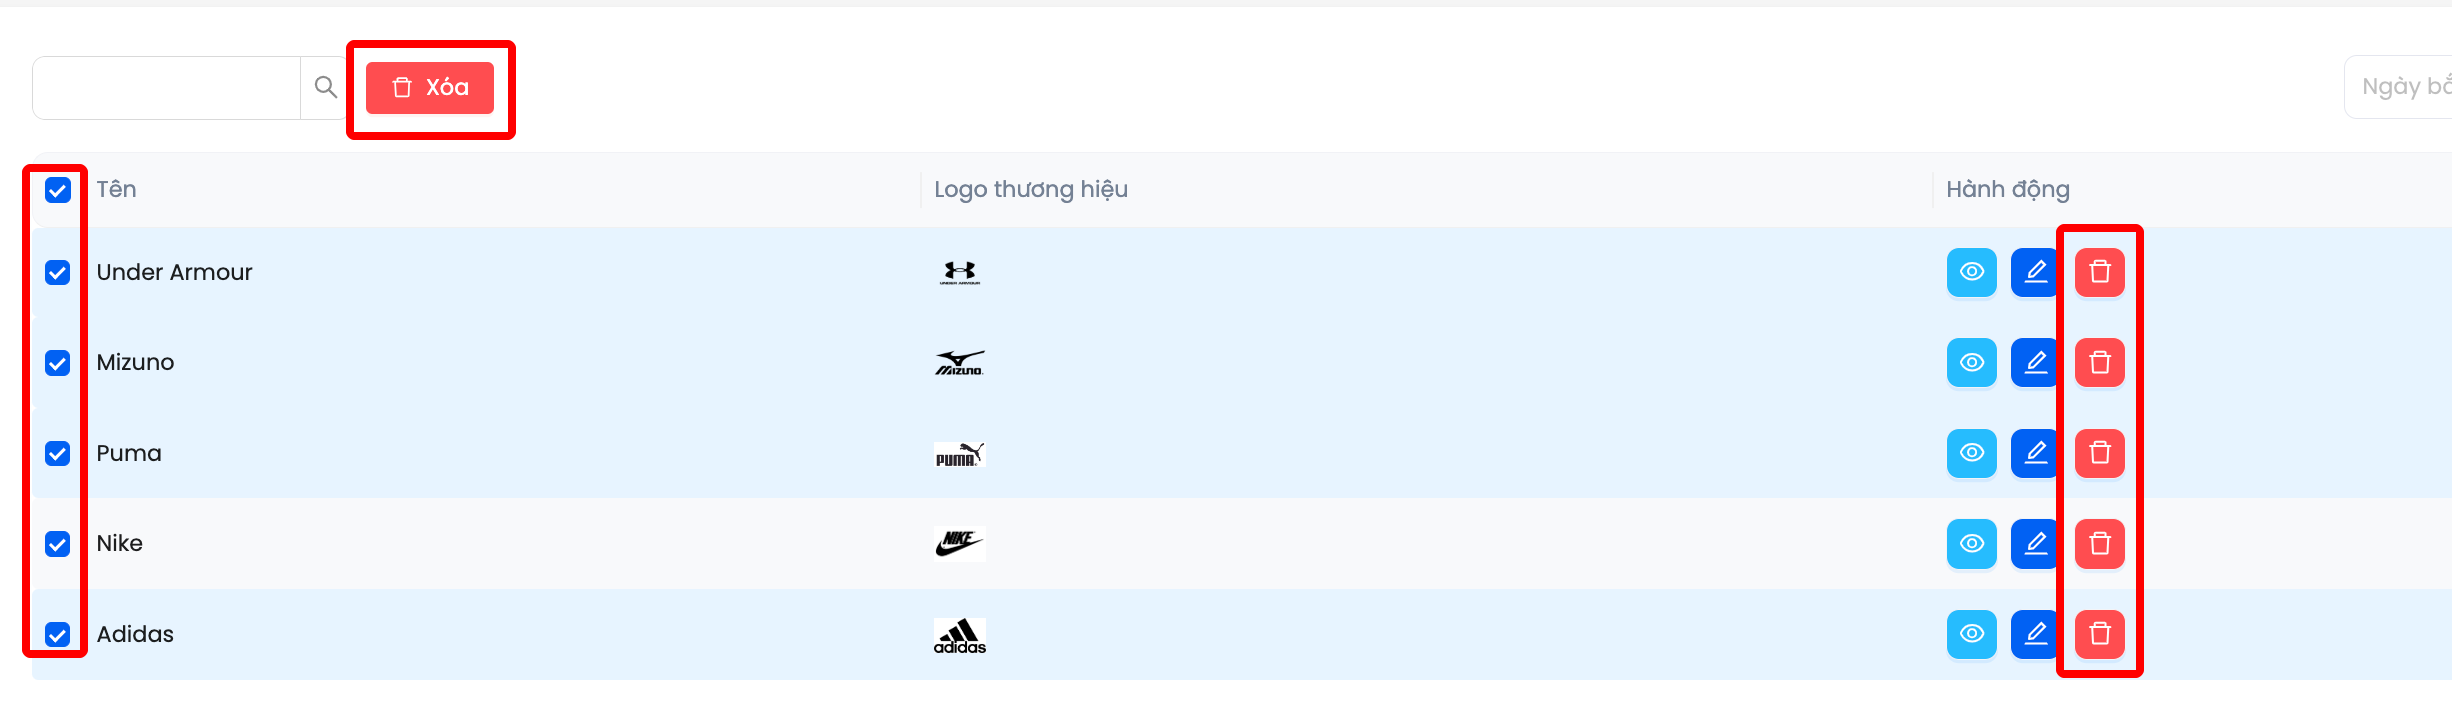 Xóa
Ngày bắ
Tên
Logo thương hiệu
Hành động
Under Armour
UNDER ARMOUR
Mizuno
MIZUNO
Puma
PUMA
Nike
NIKE
Adidas
adidas